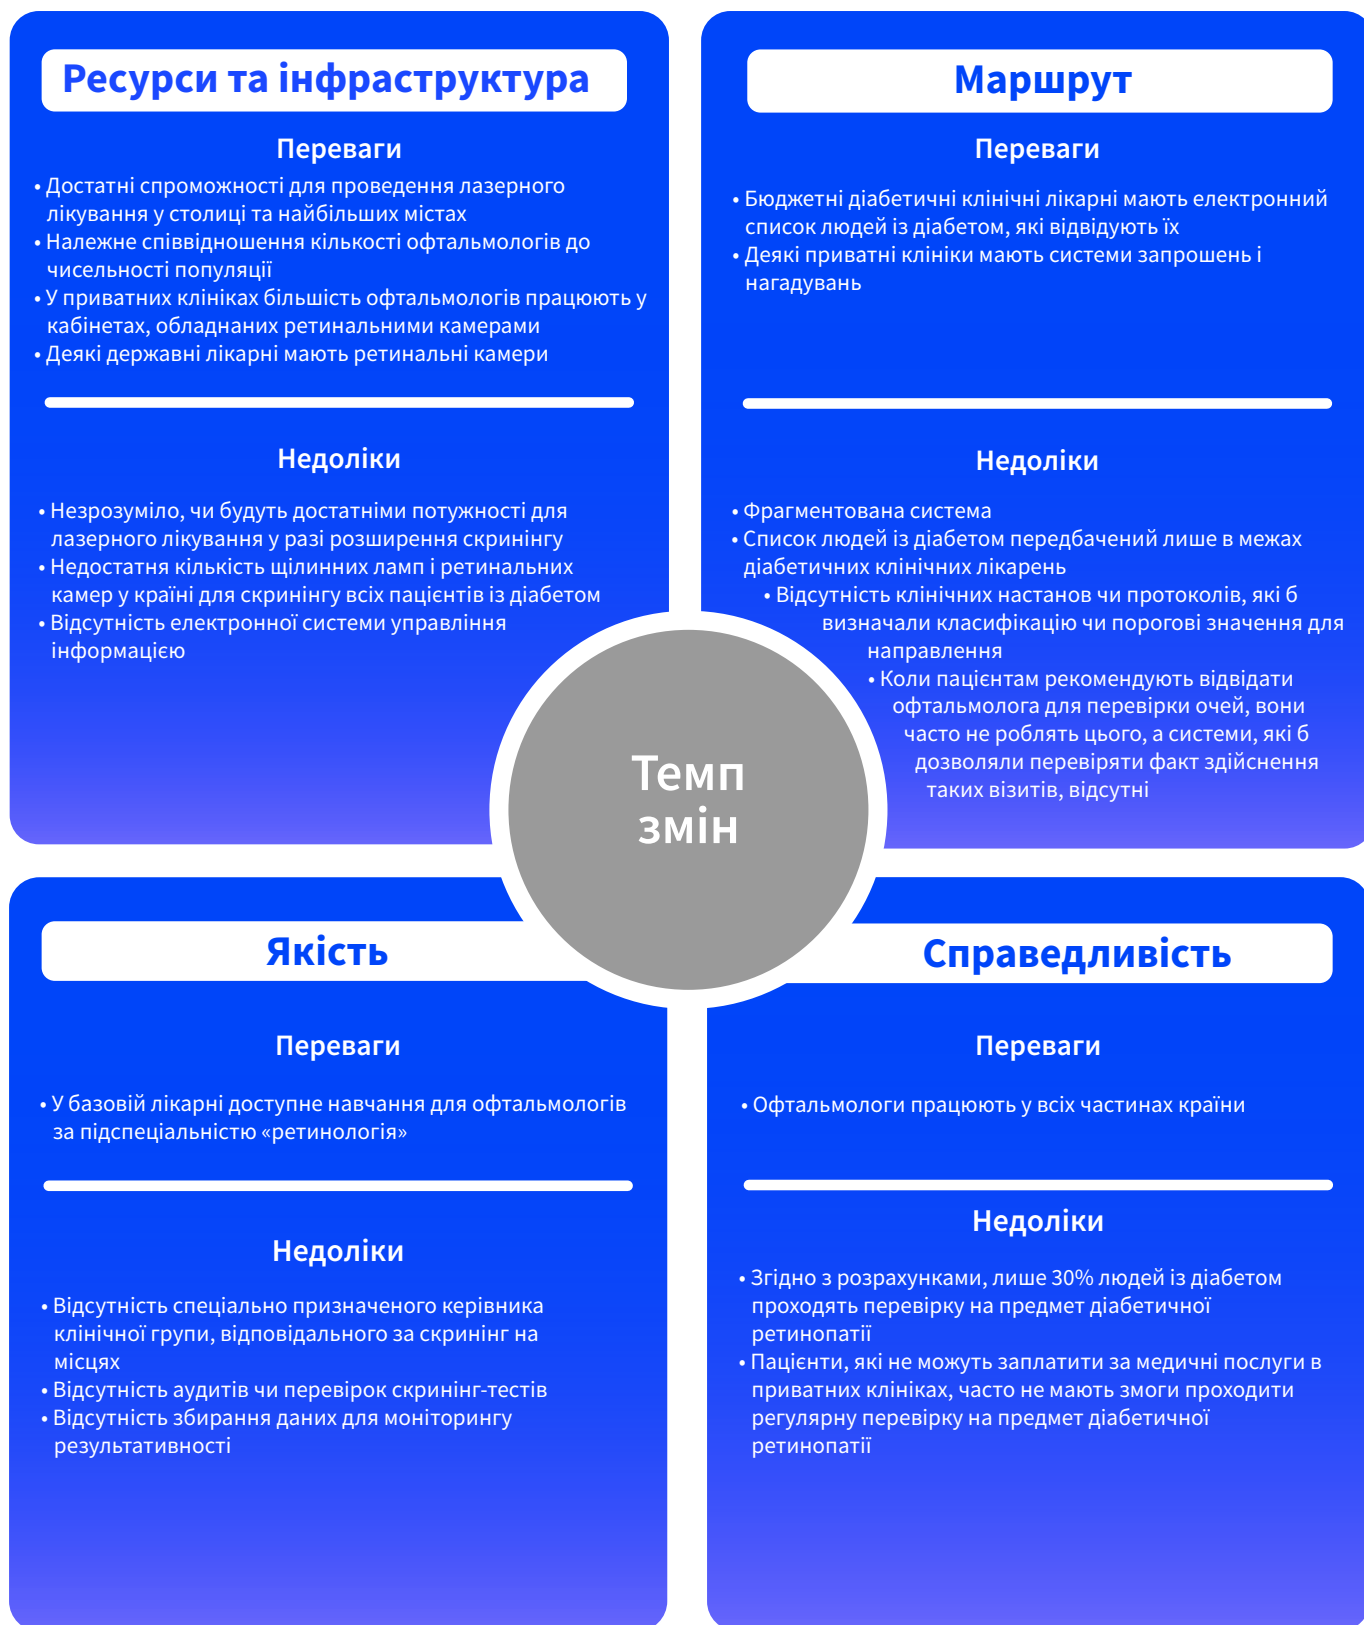 Ресурси та інфраструктура
Переваги
• Достатні спроможності для проведення лазерного
лікування у столиці та найбільших містах
• Належне співвідношення кількості офтальмологів до
чисельності популяції
• У приватних клініках більшість офтальмологів працюють у
кабінетах, обладнаних ретинальними камерами
• Деякі державні лікарні мають ретинальні камери
Недоліки
• Незрозуміло, чи будуть достатніми потужності для
лазерного лікування у разі розширення скринінгу
• Недостатня кількість щілинних ламп і ретинальних
камер у країні для скринінгу всіх пацієнтів із діабетом
• Відсутність електронної системи управління
інформацією
Маршрут
Переваги
• Бюджетні діабетичні клінічні лікарні мають електронний
список людей із діабетом, які відвідують їх
• Деякі приватні клініки мають системи запрошень і
нагадувань
Недоліки
• Фрагментована система
• Список людей із діабетом передбачений лише в межах
діабетичних клінічних лікарень
• Відсутність клінічних настанов чи протоколів, які б
визначали класифікацію чи порогові значення для
направлення
• Коли пацієнтам рекомендують відвідати
офтальмолога для перевірки очей, вони
часто не роблять цього, а системи, які б
дозволяли перевіряти факт здійснення
таких візитів, відсутні
Темп
змін
Якість
Переваги
• У базовій лікарні доступне навчання для офтальмологів
за підспеціальністю «ретинологія»
Недоліки
• Відсутність спеціально призначеного керівника
клінічної групи, відповідального за скринінг на
місцях
• Відсутність аудитів чи перевірок скринінг-тестів
• Відсутність збирання даних для моніторингу
результативності
Справедливість
Переваги
• Офтальмологи працюють у всіх частинах країни
Недоліки
• Згідно з розрахунками, лише 30% людей із діабетом
проходять перевірку на предмет діабетичної
ретинопатії
• Пацієнти, які не можуть заплатити за медичні послуги в
приватних клініках, часто не мають змоги проходити
регулярну перевірку на предмет діабетичної
ретинопатії